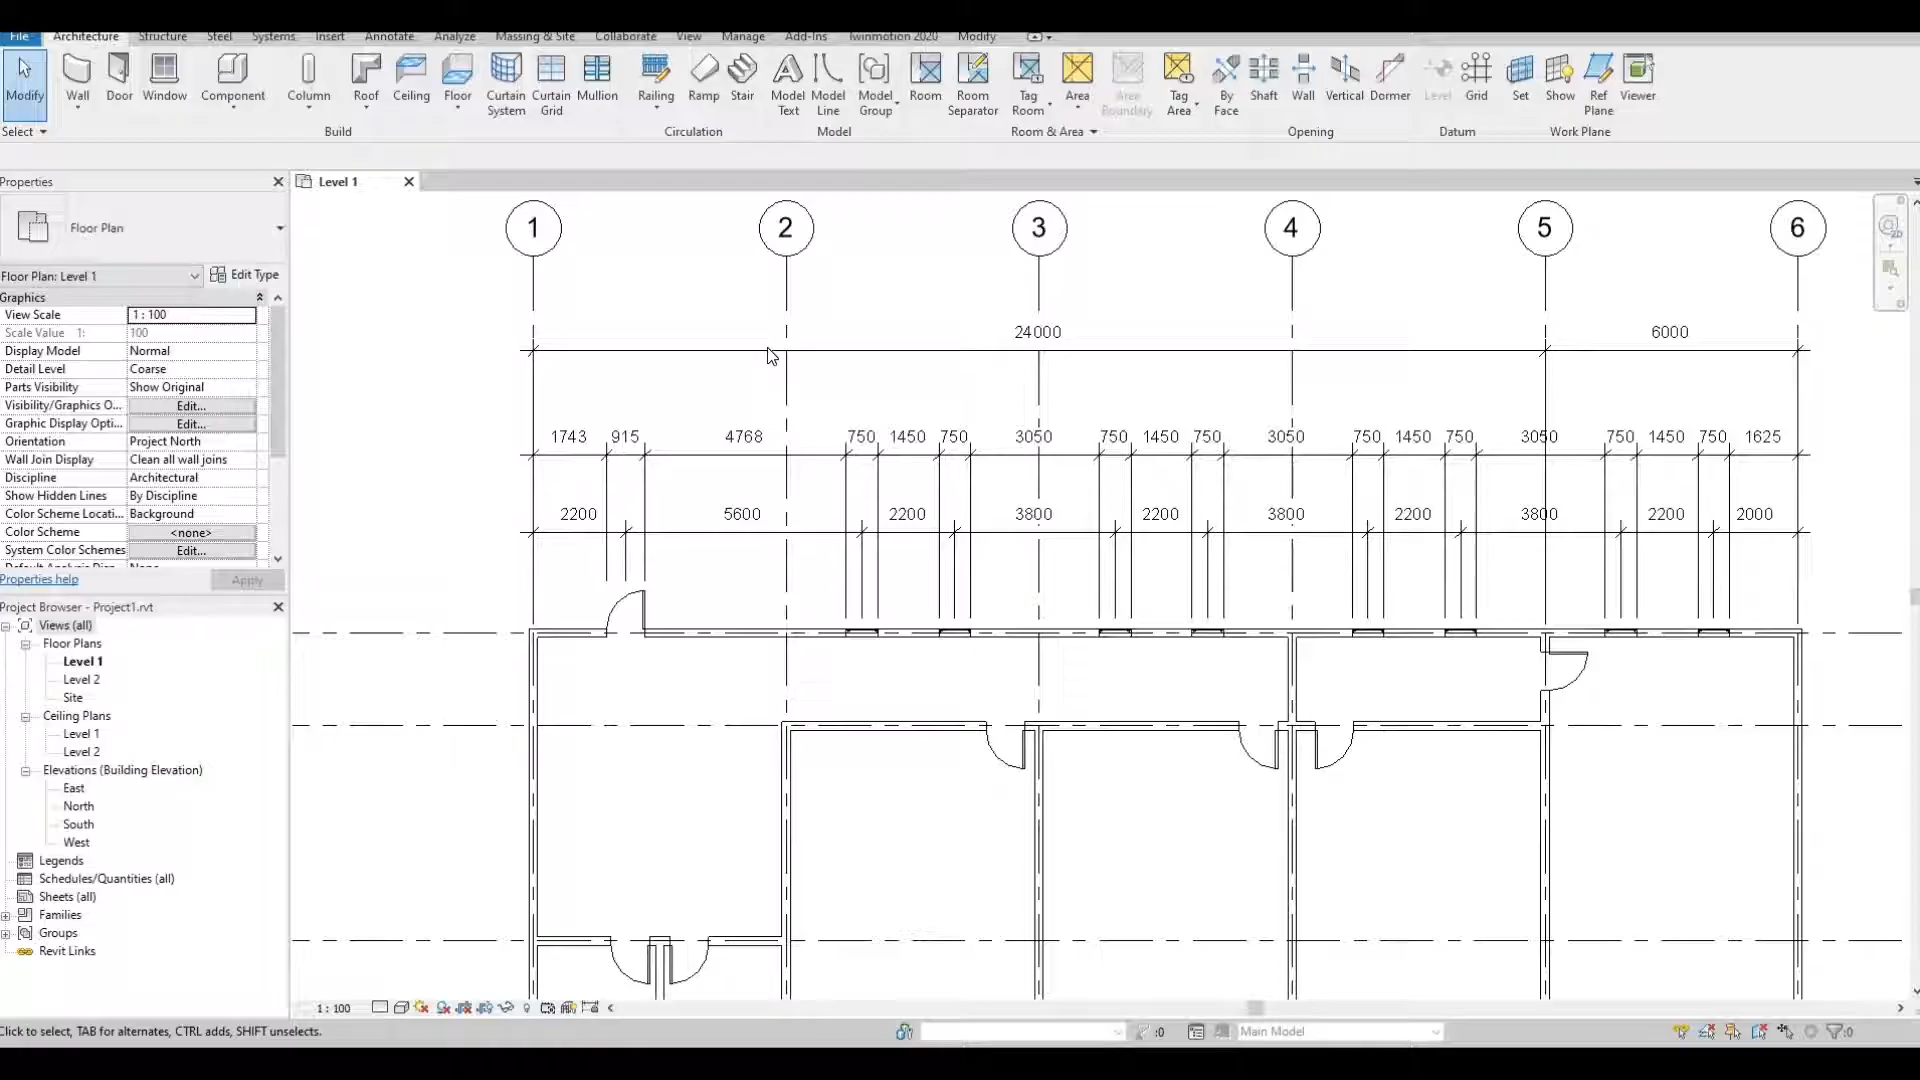 File Architecture Structure Steel Systems Insert Annotate Analyze Massing & Site Collaborate View Manage Add-Ins Twinmotion 2020 Modify
Modify Wall Door Window Component Column Roof Ceiling Floor Curtain System Curtain Grid Mullion Railing Ramp Stair Model Text Model Line Model Group Room Room Separator Tag Room Area Area Boundary Tag Area By Face Shaft Wall Vertical Dormer Level Grid Set Show Ref Plane Viewer
Select Build Circulation Model Room & Area Opening Datum Work Plane
Properties
Level 1
Floor Plan
Floor Plan: Level 1 Edit Type
Graphics
View Scale 1 : 100
Scale Value 1: 100
Display Model Normal
Detail Level Coarse
Parts Visibility Show Original
Visibility/Graphics O... Edit...
Graphic Display Opti... Edit...
Orientation Project North
Wall Join Display Clean all wall joins
Discipline Architectural
Show Hidden Lines By Discipline
Color Scheme Locati... Background
Color Scheme <none>
System Color Schemes Edit...
Properties help Apply
Project Browser - Project1.rvt
Views (all)
Floor Plans
Level 1
Level 2
Site
Ceiling Plans
Level 1
Level 2
Elevations (Building Elevation)
East
North
South
West
Legends
Schedules/Quantities (all)
Sheets (all)
Families
Groups
Revit Links
1 2 3 4 5 6
24000 6000
1743 915 4768 750 1450 750 3050 750 1450 750 3050 750 1450 750 3050 750 1450 750 1625
2200 5600 2200 3800 2200 3800 2200 3800 2200 2000
1 : 100
Click to select, TAB for alternates, CTRL adds, SHIFT unselects.
:0
Main Model
:0